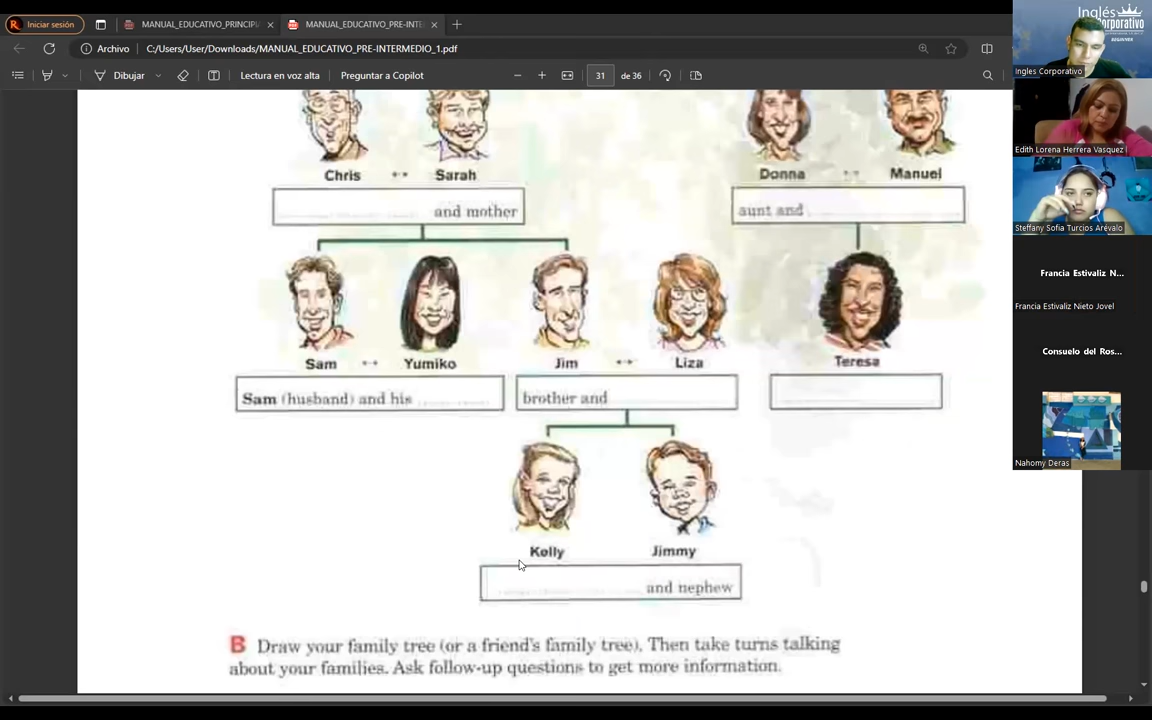 Iniciar sesión
MANUAL_EDUCATIVO_PRINCIPI
MANUAL_EDUCATIVO_PRE-INTE
Archivo
C:/Users/User/Downloads/MANUAL_EDUCATIVO_PRE-INTERMEDIO_1.pdf
Dibujar
Lectura en voz alta
Preguntar a Copilot
31
de 36
Chris
Sarah
Donna
Manuel
and mother
aunt and
Sam
Yumiko
Jim
Liza
Teresa
Sam (husband) and his
brother and
Kelly
Jimmy
and nephew
B Draw your family tree (or a friend's family tree). Then take turns talking
about your families. Ask follow-up questions to get more information.
Inglés
Corporativo
BEGINNER
Ingles Corporativo
Edith Lorena Herrera Vasquez
Steffany Sofia Turcios Arévalo
Francia Estivaliz N...
Francia Estivaliz Nieto Jovel
Consuelo del Ros...
Nahomy Deras